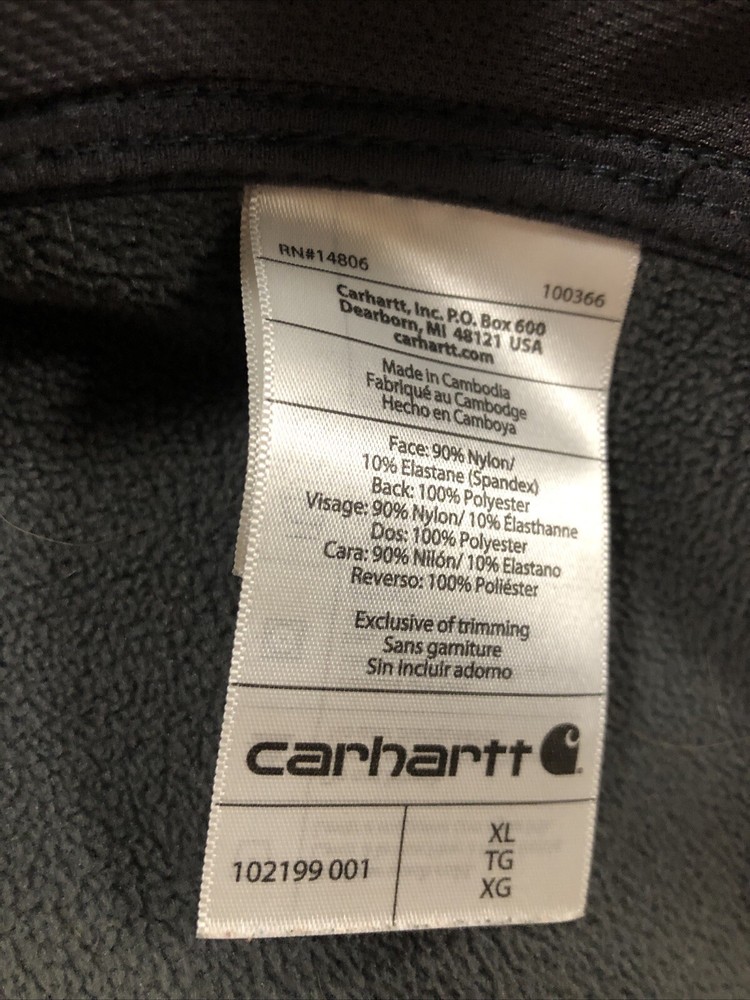 RN#14806
100366
Carhartt, Inc. P.O. Box 600
Dearborn, MI 48121 USA
carhartt.com
Made in Cambodia
Fabriqué au Cambodge
Hecho en Camboya
Face: 90% Nylon/
10% Elastane (Spandex)
Back: 100% Polyester
Visage: 90% Nylon/ 10% Élasthanne
Dos: 100% Polyester
Cara: 90% Nilón/ 10% Elastano
Reverso: 100% Poliéster
Exclusive of trimming
Sans garniture
Sin incluir adorno
carhartt
102199 001
XL
TG
XG